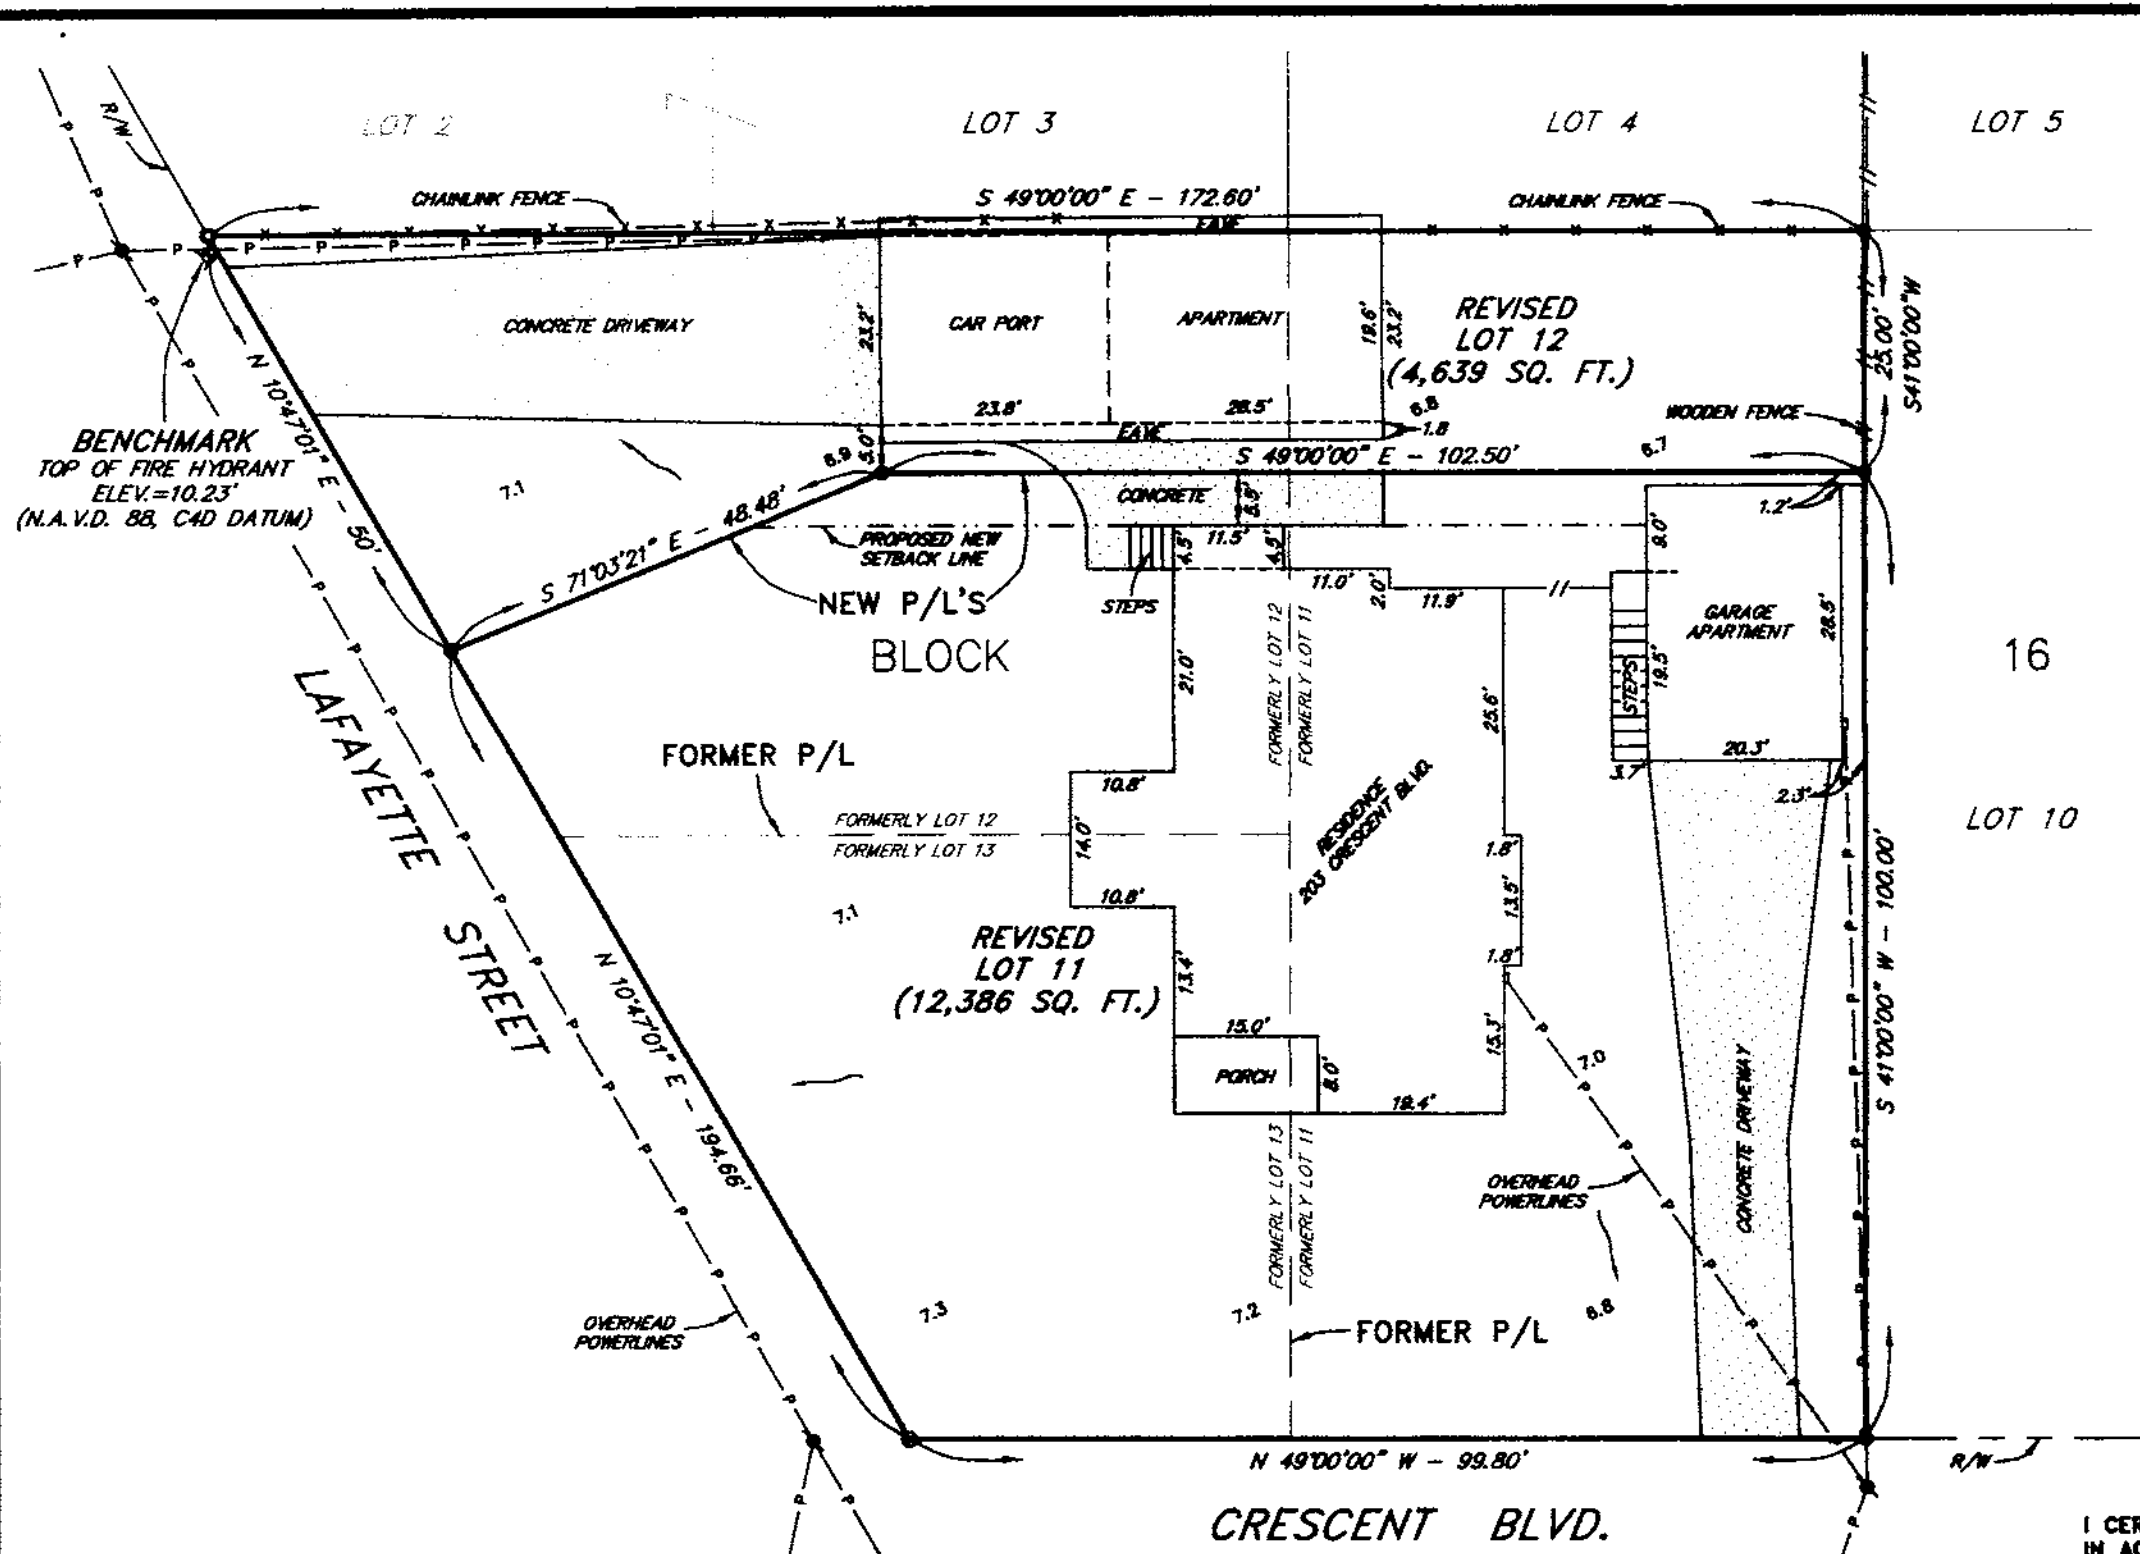 R/W
LOT 2
LOT 3
LOT 4
LOT 5
CHAINLINK FENCE
S 49°00'00" E - 172.60'
CHAINLINK FENCE
EAVE
CONCRETE DRIVEWAY
23.2'
CAR PORT
APARTMENT
19.6'
23.2'
REVISED
LOT 12
(4,639 SQ. FT.)
25.00'
S41°00'00"W
N 10°47'01" E - 50'
BENCHMARK
TOP OF FIRE HYDRANT
ELEV.=10.23'
(N.A.V.D. 88, C4D DATUM)
23.8'
28.5'
6.8
1.8
WOODEN FENCE
EAVE
5.0'
6.9
S 49°00'00" E - 102.50'
6.7
7.1
S 71°03'21" E - 48.48'
CONCRETE
5.5'
1.2'
PROPOSED NEW
SETBACK LINE
4.5'
11.5'
4.5'
9.0'
NEW P/L'S
STEPS
11.0'
2.0'
11.9'
GARAGE
APARTMENT
28.5'
BLOCK
16
FORMERLY LOT 12
FORMERLY LOT 11
21.0'
25.6'
STEPS
19.5'
LAFAYETTE STREET
FORMER P/L
10.8'
20.3'
3.7'
2.3'
RESIDENCE
203 CRESCENT BLVD.
FORMERLY LOT 12
FORMERLY LOT 13
14.0'
1.8'
LOT 10
10.8'
13.5'
7.1
REVISED
LOT 11
(12,386 SQ. FT.)
13.4'
1.8'
S 41°00'00" W - 100.00'
N 10°47'01" E - 194.66'
15.0'
15.3'
PORCH
8.0'
19.4'
7.0
CONCRETE DRIVEWAY
FORMERLY LOT 13
FORMERLY LOT 11
OVERHEAD
POWERLINES
7.3
7.2
6.8
OVERHEAD
POWERLINES
FORMER P/L
N 49°00'00" W - 99.80'
R/W
CRESCENT BLVD.
I CER
IN AC